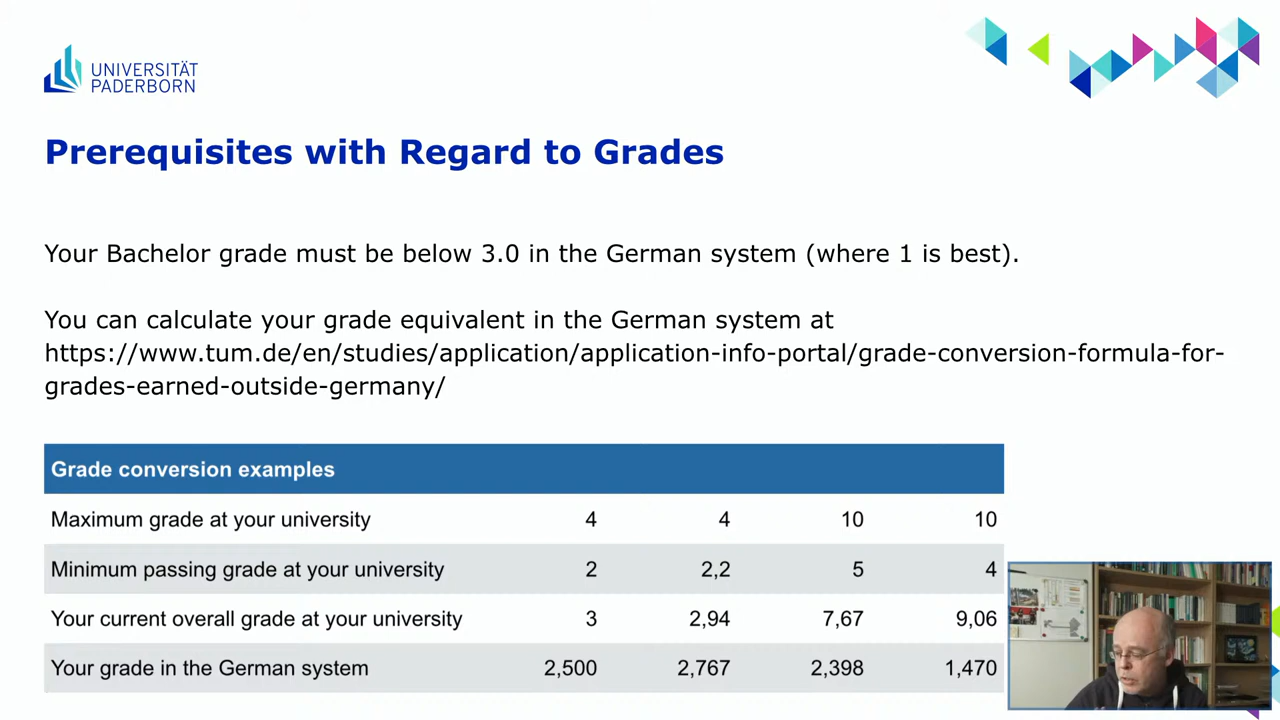 UNIVERSITÄT
PADERBORN
Prerequisites with Regard to Grades
Your Bachelor grade must be below 3.0 in the German system (where 1 is best).
You can calculate your grade equivalent in the German system at
https://www.tum.de/en/studies/application/application-info-portal/grade-conversion-formula-for-
grades-earned-outside-germany/
Grade conversion examples
Maximum grade at your university 4 4 10 10
Minimum passing grade at your university 2 2,2 5 4
Your current overall grade at your university 3 2,94 7,67 9,06
Your grade in the German system 2,500 2,767 2,398 1,470